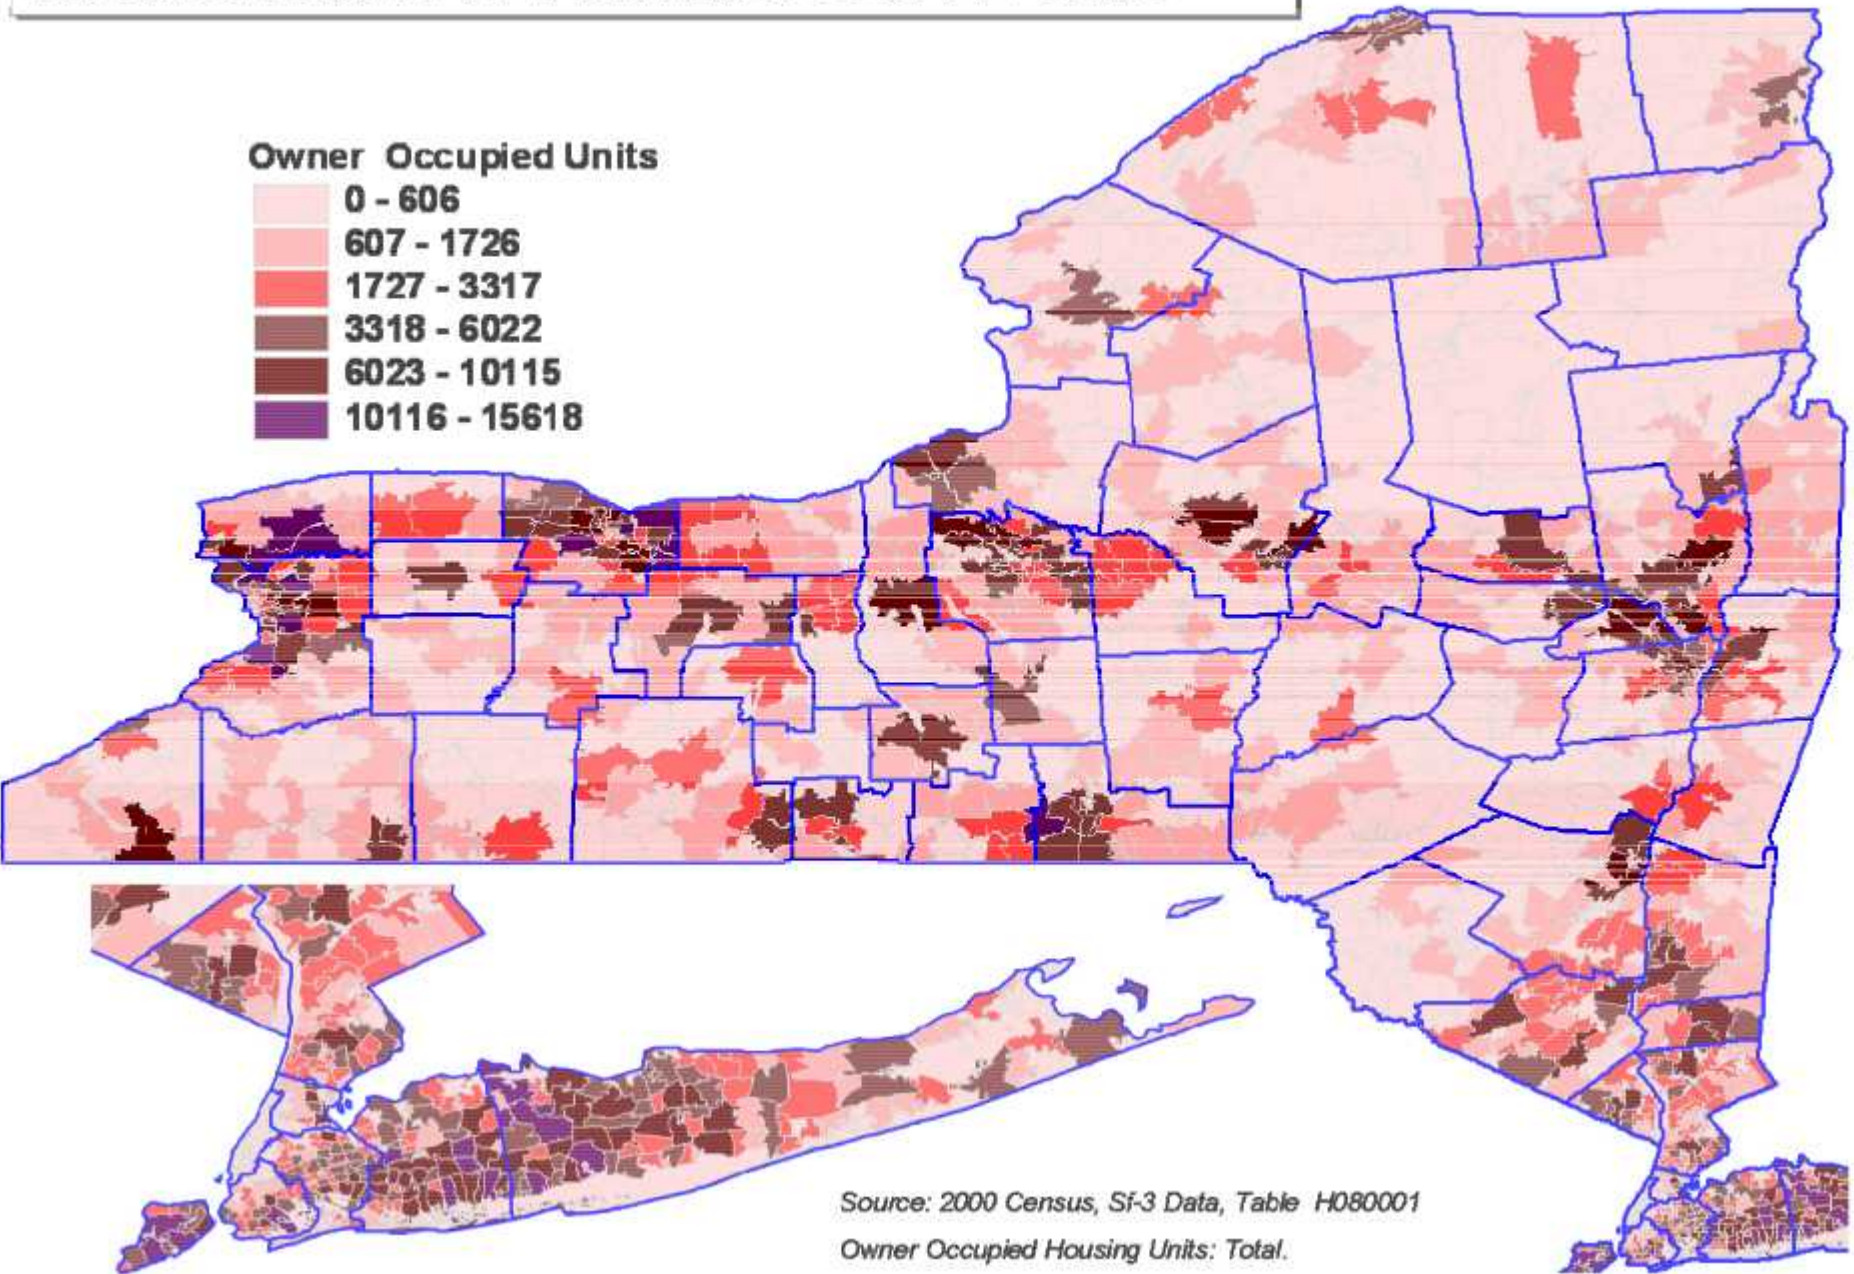 Owner Occupied Units
0 - 606
607 - 1726
1727 - 3317
3318 - 6022
6023 - 10115
10116 - 15618
Source: 2000 Census, Sf-3 Data, Table H080001
Owner Occupied Housing Units: Total.